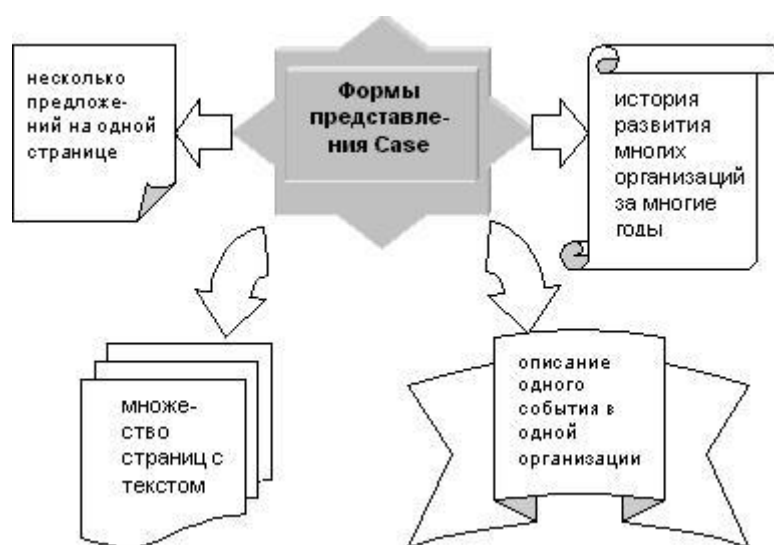 Формы
представле-
ния Case
несколько
предложе-
ний на одной
странице
история
развития
многих
организаций
за многие
годы
множе-
ство
страниц с
текстом
описание
одного
события в
одной
организации